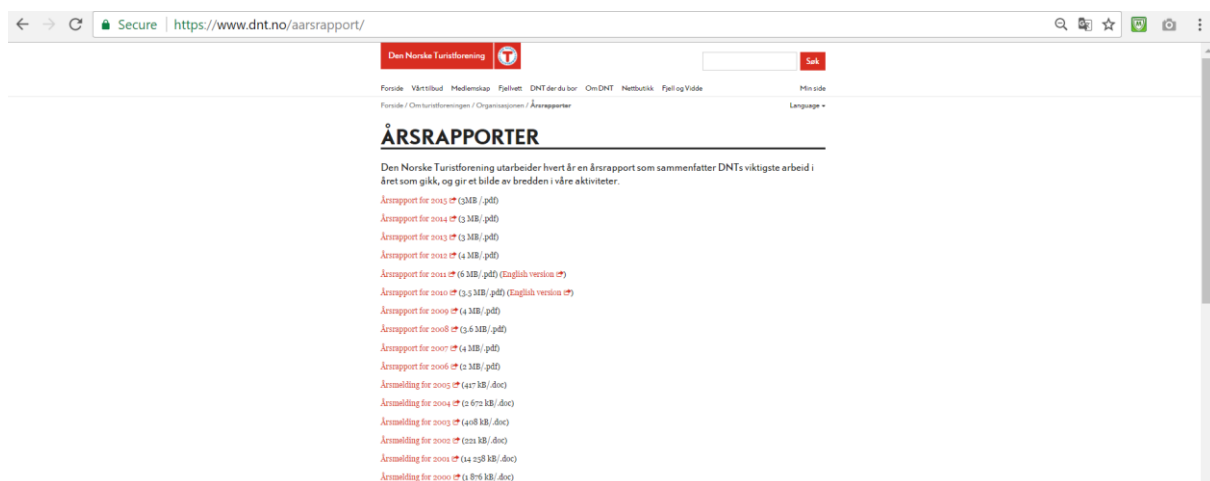 Secure | https://www.dnt.no/aarsrapport/
Den Norske Turistforening T
Søk
Forside Vårt tilbud Medlemskap Fjellvett DNT der du bor Om DNT Nettbutikk Fjell og Vidde Min side
Forside / Om turistforeningen / Organisasjonen / Årsrapporter Language
ÅRSRAPPORTER
Den Norske Turistforening utarbeider hvert år en årsrapport som sammenfatter DNTs viktigste arbeid i
året som gikk, og gir et bilde av bredden i våre aktiviteter.
Årsrapport for 2015 (3MB /.pdf)
Årsrapport for 2014 (3 MB/.pdf)
Årsrapport for 2013 (3 MB/.pdf)
Årsrapport for 2012 (4 MB/.pdf)
Årsrapport for 2011 (6 MB/.pdf) (English version)
Årsrapport for 2010 (3.5 MB/.pdf) (English version)
Årsrapport for 2009 (4 MB/.pdf)
Årsrapport for 2008 (3.6 MB/.pdf)
Årsrapport for 2007 (4 MB/.pdf)
Årsrapport for 2006 (2 MB/.pdf)
Årsmelding for 2005 (417 kB/.doc)
Årsmelding for 2004 (2 672 kB/.doc)
Årsmelding for 2003 (408 kB/.doc)
Årsmelding for 2002 (221 kB/.doc)
Årsmelding for 2001 (14 258 kB/.doc)
Årsmelding for 2000 (1 876 kB/.doc)